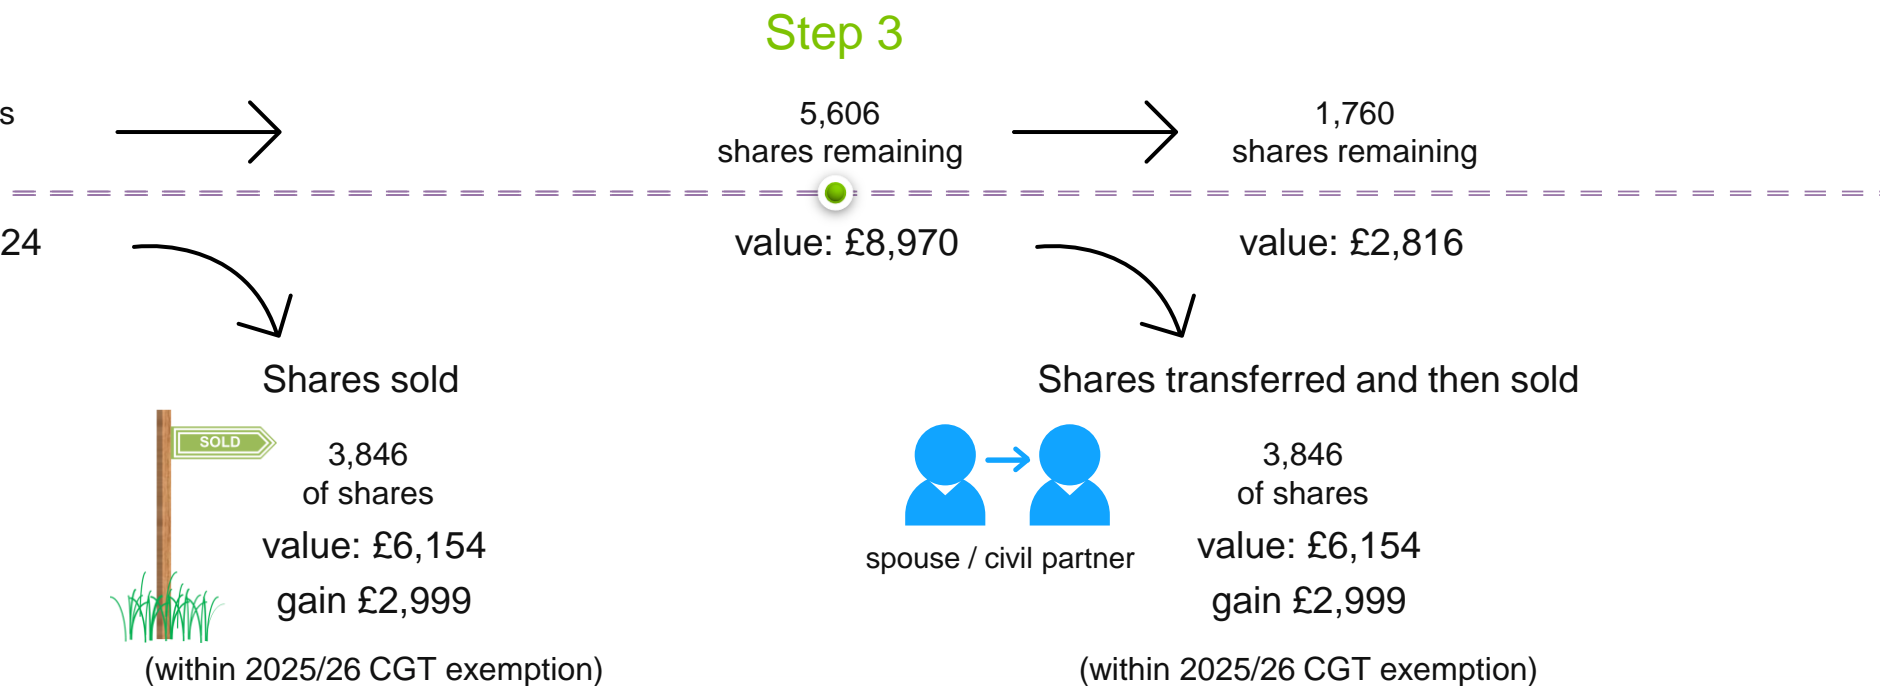 Step 3
s
5,606
shares remaining
1,760
shares remaining
24
value: £8,970
value: £2,816
Shares sold
SOLD
3,846
of shares
value: £6,154
gain £2,999
(within 2025/26 CGT exemption)
Shares transferred and then sold
spouse / civil partner
3,846
of shares
value: £6,154
gain £2,999
(within 2025/26 CGT exemption)